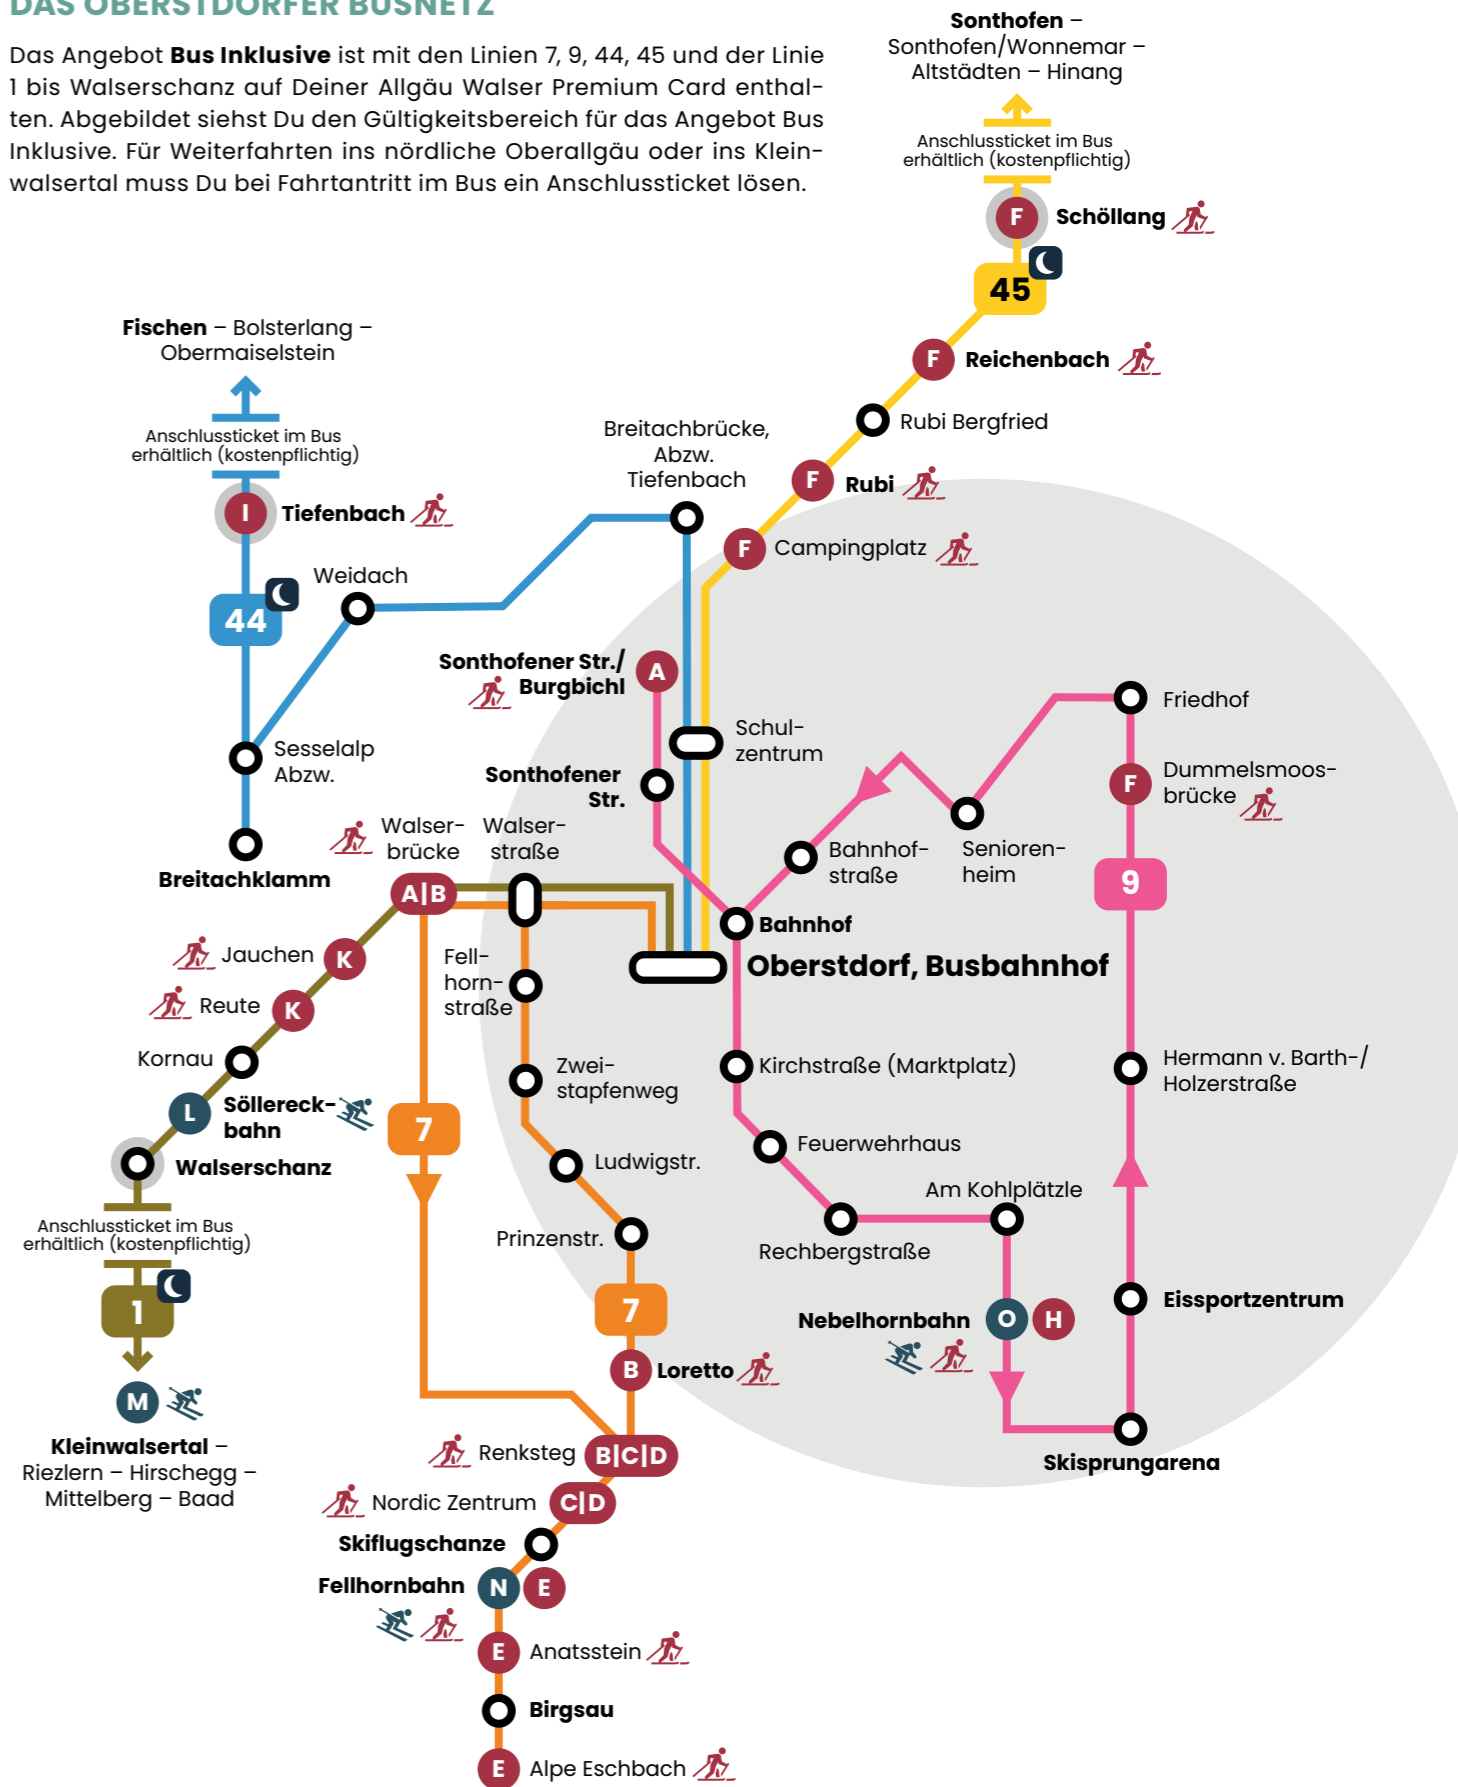 DAS OBERSTDORFER BUSNETZ
Das Angebot Bus Inklusive ist mit den Linien 7, 9, 44, 45 und der Linie
1 bis Walserschanz auf Deiner Allgäu Walser Premium Card enthal-
ten. Abgebildet siehst Du den Gültigkeitsbereich für das Angebot Bus
Inklusive. Für Weiterfahrten ins nördliche Oberallgäu oder ins Klein-
walsertal muss Du bei Fahrtantritt im Bus ein Anschlussticket lösen.
Sonthofen –
Sonthofen/Wonnemar –
Altstädten – Hinang
Anschlussticket im Bus
erhältlich (kostenpflichtig)
F
Schöllang
45
F
Reichenbach
Rubi Bergfried
F
Rubi
F
Campingplatz
Fischen – Bolsterlang –
Obermaiselstein
Anschlussticket im Bus
erhältlich (kostenpflichtig)
I
Tiefenbach
44
Weidach
Breitachbrücke,
Abzw.
Tiefenbach
Sesselalp
Abzw.
Breitachklamm
Sonthofener Str./
Burgbichl
A
Sonthofener
Str.
Schul-
zentrum
Friedhof
F
Dummelsmoos-
brücke
9
Senioren-
heim
Bahnhof-
straße
Bahnhof
Oberstdorf, Busbahnhof
Walser-
brücke
Walser-
straße
A|B
Jauchen
K
Reute
K
Kornau
L
Söllereck-
bahn
Walserschanz
Anschlussticket im Bus
erhältlich (kostenpflichtig)
1
M
Kleinwalsertal –
Riezlern – Hirschegg –
Mittelberg – Baad
Fell-
horn-
straße
Zwei-
stapfenweg
7
Ludwigstr.
Prinzenstr.
7
B
Loretto
Kirchstraße (Marktplatz)
Feuerwehrhaus
Rechbergstraße
Am Kohlplätzle
Nebelhornbahn
O
H
Skisprungarena
Eissportzentrum
Hermann v. Barth-/
Holzerstraße
Renksteg
B|C|D
Nordic Zentrum
C|D
Skiflugschanze
Fellhornbahn
N
E
E
Anatsstein
Birgsau
E
Alpe Eschbach